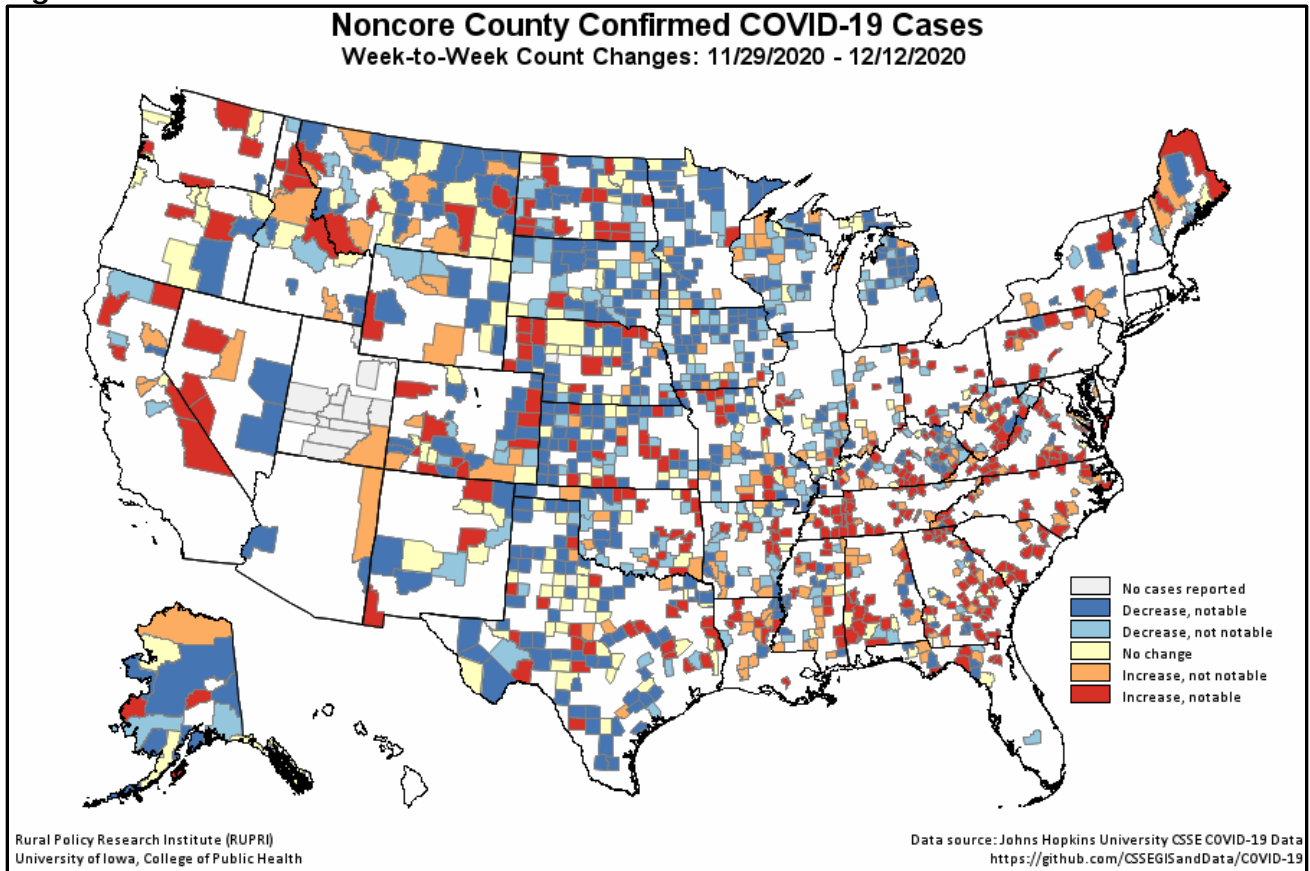 Noncore County Confirmed COVID-19 Cases
Week-to-Week Count Changes: 11/29/2020 - 12/12/2020
No cases reported
Decrease, notable
Decrease, not notable
No change
Increase, not notable
Increase, notable
Rural Policy Research Institute (RUPRI)
University of Iowa, College of Public Health
Data source: Johns Hopkins University CSSE COVID-19 Data
https://github.com/CSSEGISandData/COVID-19